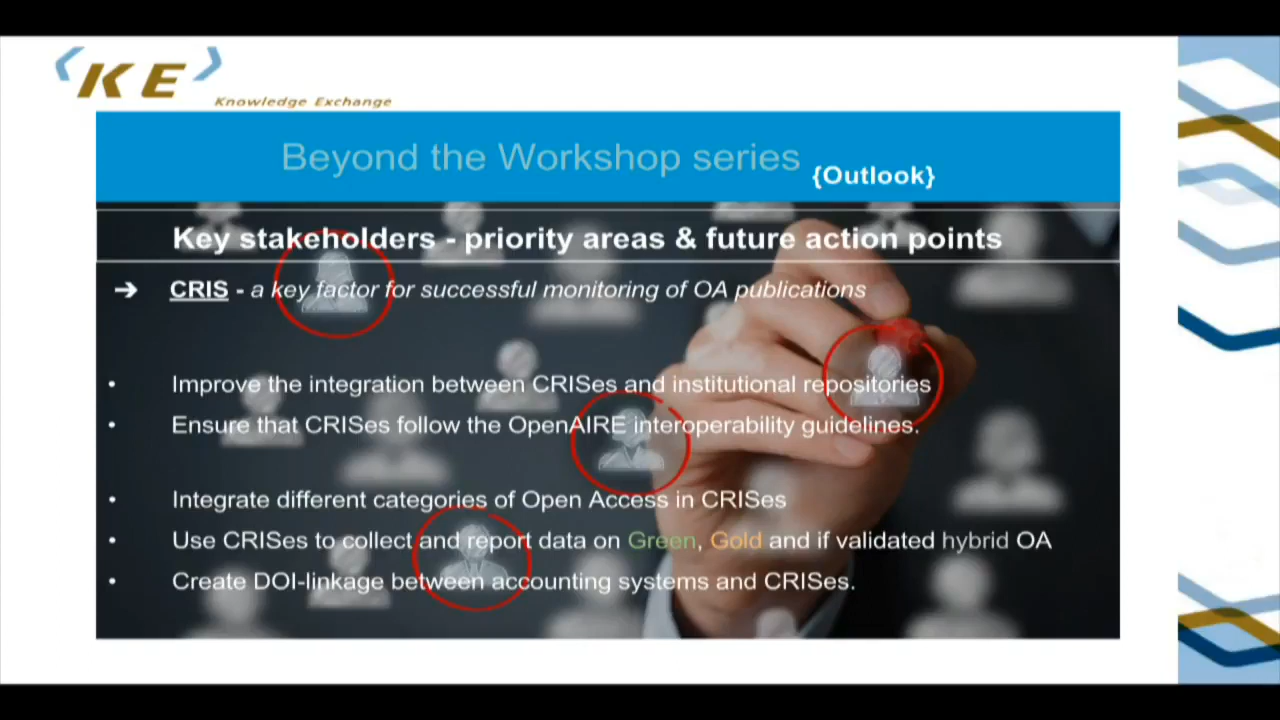 KE
Knowledge Exchange
Beyond the Workshop series {Outlook}
Key stakeholders - priority areas & future action points
➔ CRIS - a key factor for successful monitoring of OA publications
• Improve the integration between CRISes and institutional repositories
• Ensure that CRISes follow the OpenAIRE interoperability guidelines.
• Integrate different categories of Open Access in CRISes
• Use CRISes to collect and report data on Green, Gold and if validated hybrid OA
• Create DOI-linkage between accounting systems and CRISes.